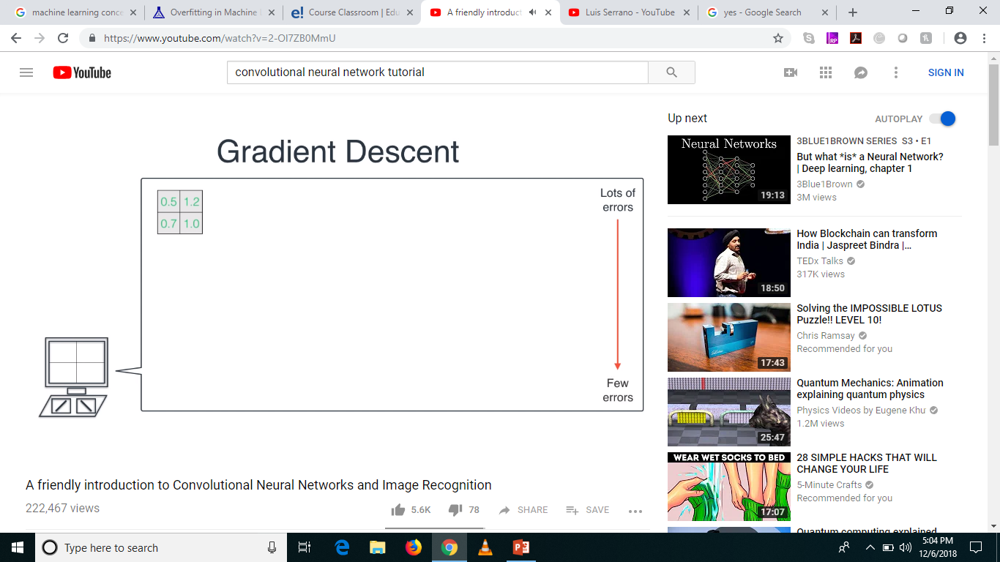 machine learning conce
Overfitting in Machine
Course Classroom | Edu
A friendly introduct
Luis Serrano - YouTube
yes - Google Search
https://www.youtube.com/watch?v=2-Ol7ZB0MmU
YouTube
convolutional neural network tutorial
SIGN IN
Gradient Descent
0.5 1.2
0.7 1.0
Lots of
errors
Few
errors
A friendly introduction to Convolutional Neural Networks and Image Recognition
222,467 views
5.6K
78
SHARE
SAVE
Up next
AUTOPLAY
Neural Networks
19:13
3BLUE1BROWN SERIES S3 • E1
But what *is* a Neural Network?
| Deep learning, chapter 1
3Blue1Brown
3M views
18:50
How Blockchain can transform
India | Jaspreet Bindra |...
TEDx Talks
317K views
17:43
Solving the IMPOSSIBLE LOTUS
Puzzle!! LEVEL 10!
Chris Ramsay
Recommended for you
25:47
Quantum Mechanics: Animation
explaining quantum physics
Physics Videos by Eugene Khu
1.2M views
WEAR WET SOCKS TO BED
17:07
28 SIMPLE HACKS THAT WILL
CHANGE YOUR LIFE
5-Minute Crafts
Recommended for you
Quantum computing explained
Type here to search
5:04 PM
12/6/2018